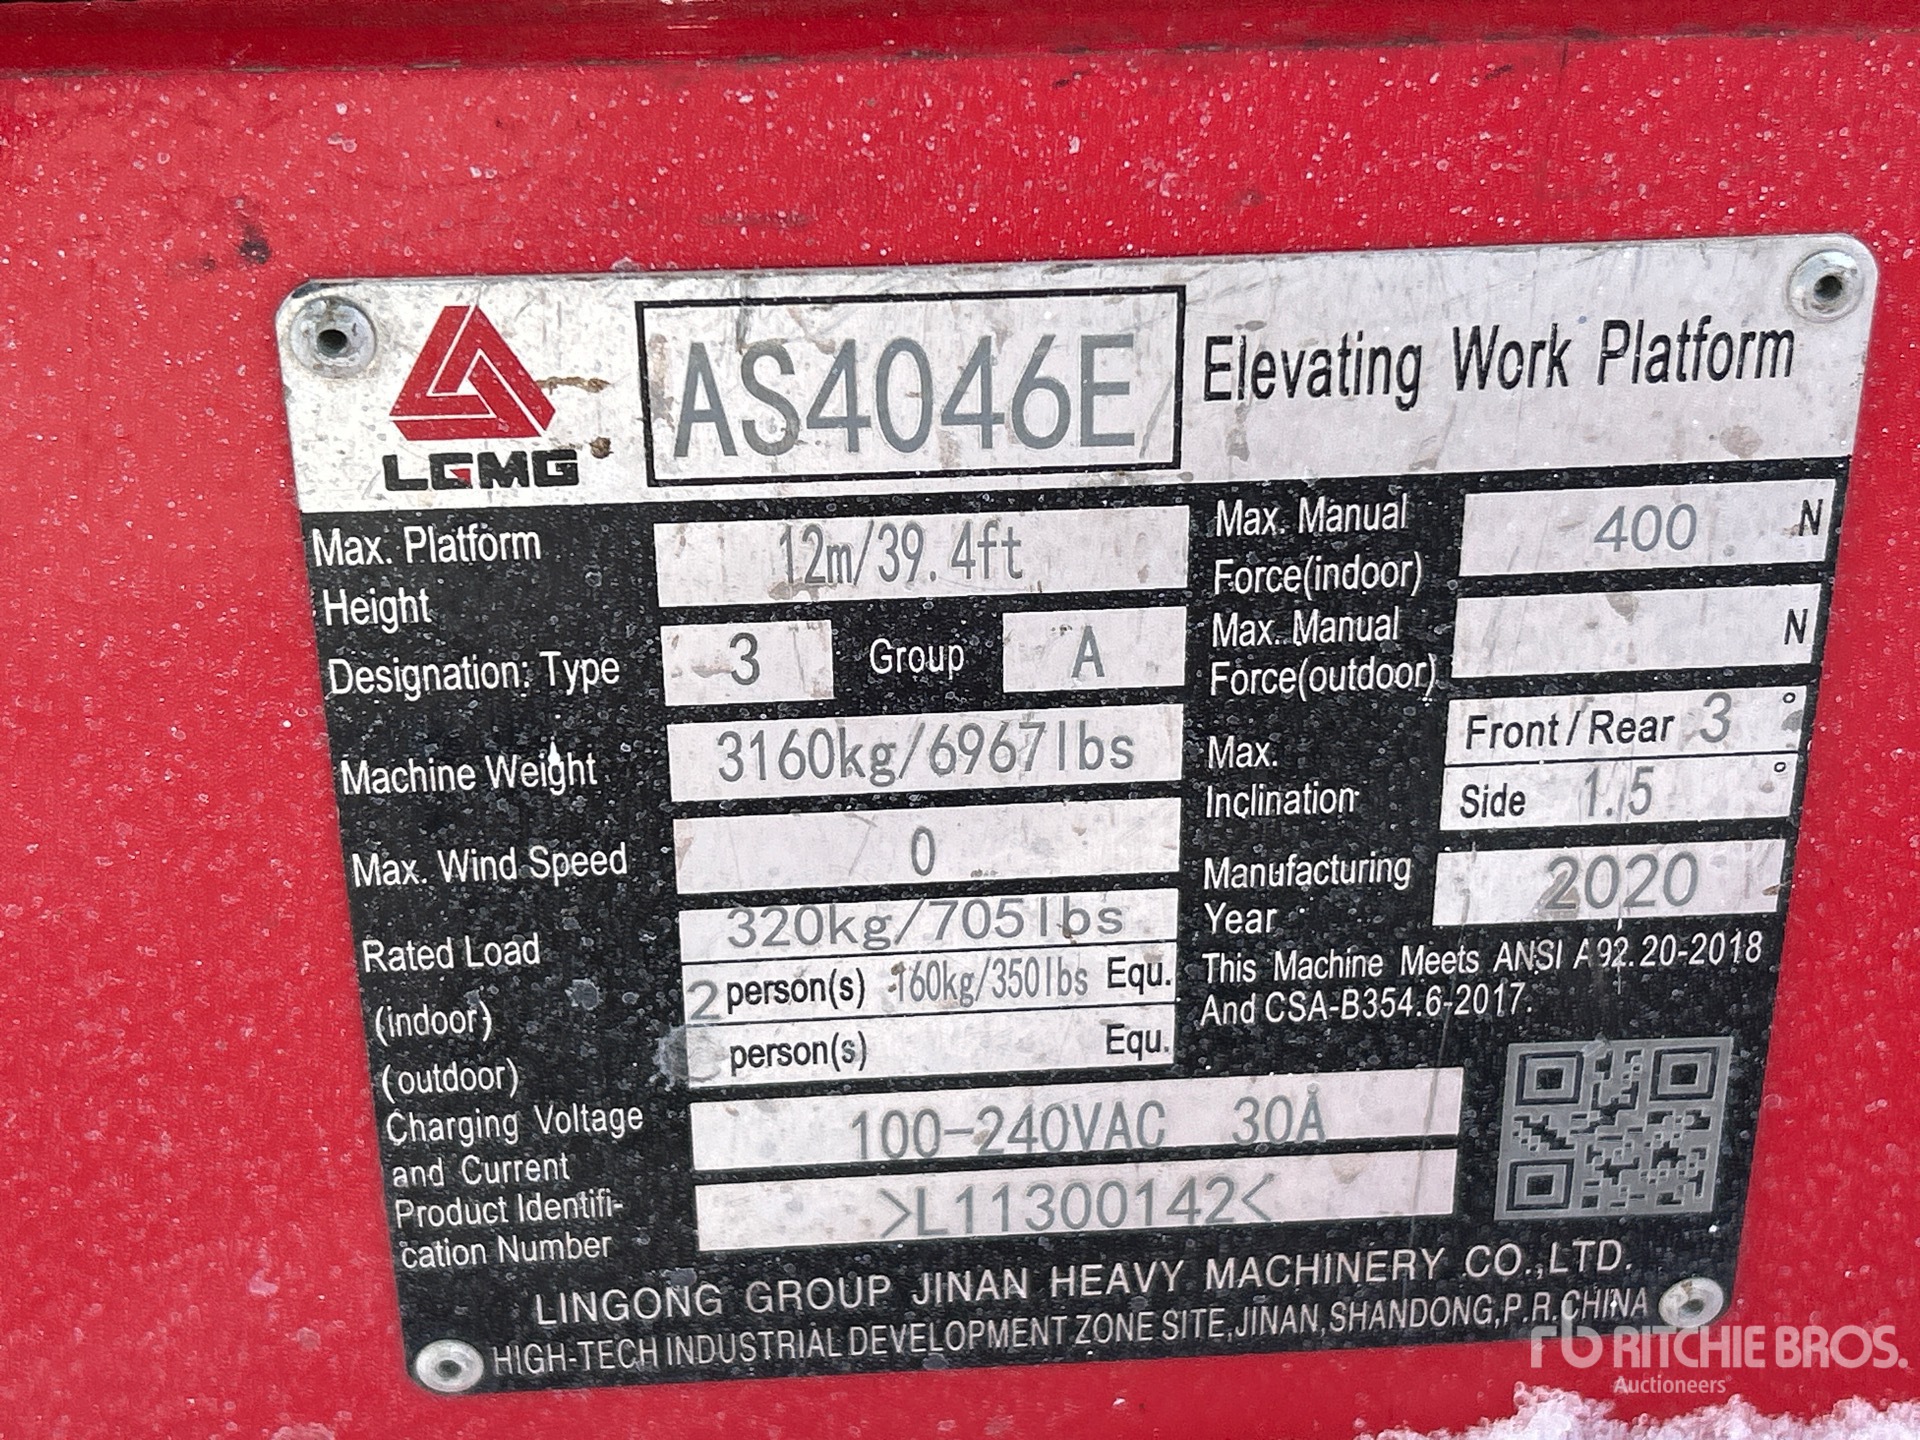 LGMG
AS4046E
Elevating Work Platform
Max. Platform
Height
12m/39.4ft
Designation: Type
3
Group
A
Machine Weight
3160kg/6967lbs
Max. Wind Speed
0
Rated Load
320kg/705lbs
(indoor)
2 person(s) 160kg/350lbs Equ.
(outdoor)
person(s) Equ.
Max. Manual
Force(indoor)
400 N
Max. Manual
Force(outdoor)
N
Max.
Inclination
Front/Rear 3 °
Side 1.5 °
Manufacturing
Year
2020
This Machine Meets ANSI A92.20-2018
And CSA-B354.6-2017.
Charging Voltage
and Current
100-240VAC 30A
Product Identifi-
cation Number
>L11300142<
LINGONG GROUP JINAN HEAVY MACHINERY CO.,LTD.
HIGH-TECH INDUSTRIAL DEVELOPMENT ZONE SITE,JINAN,SHANDONG,P.R.CHINA
rb RITCHIE BROS.
Auctioneers